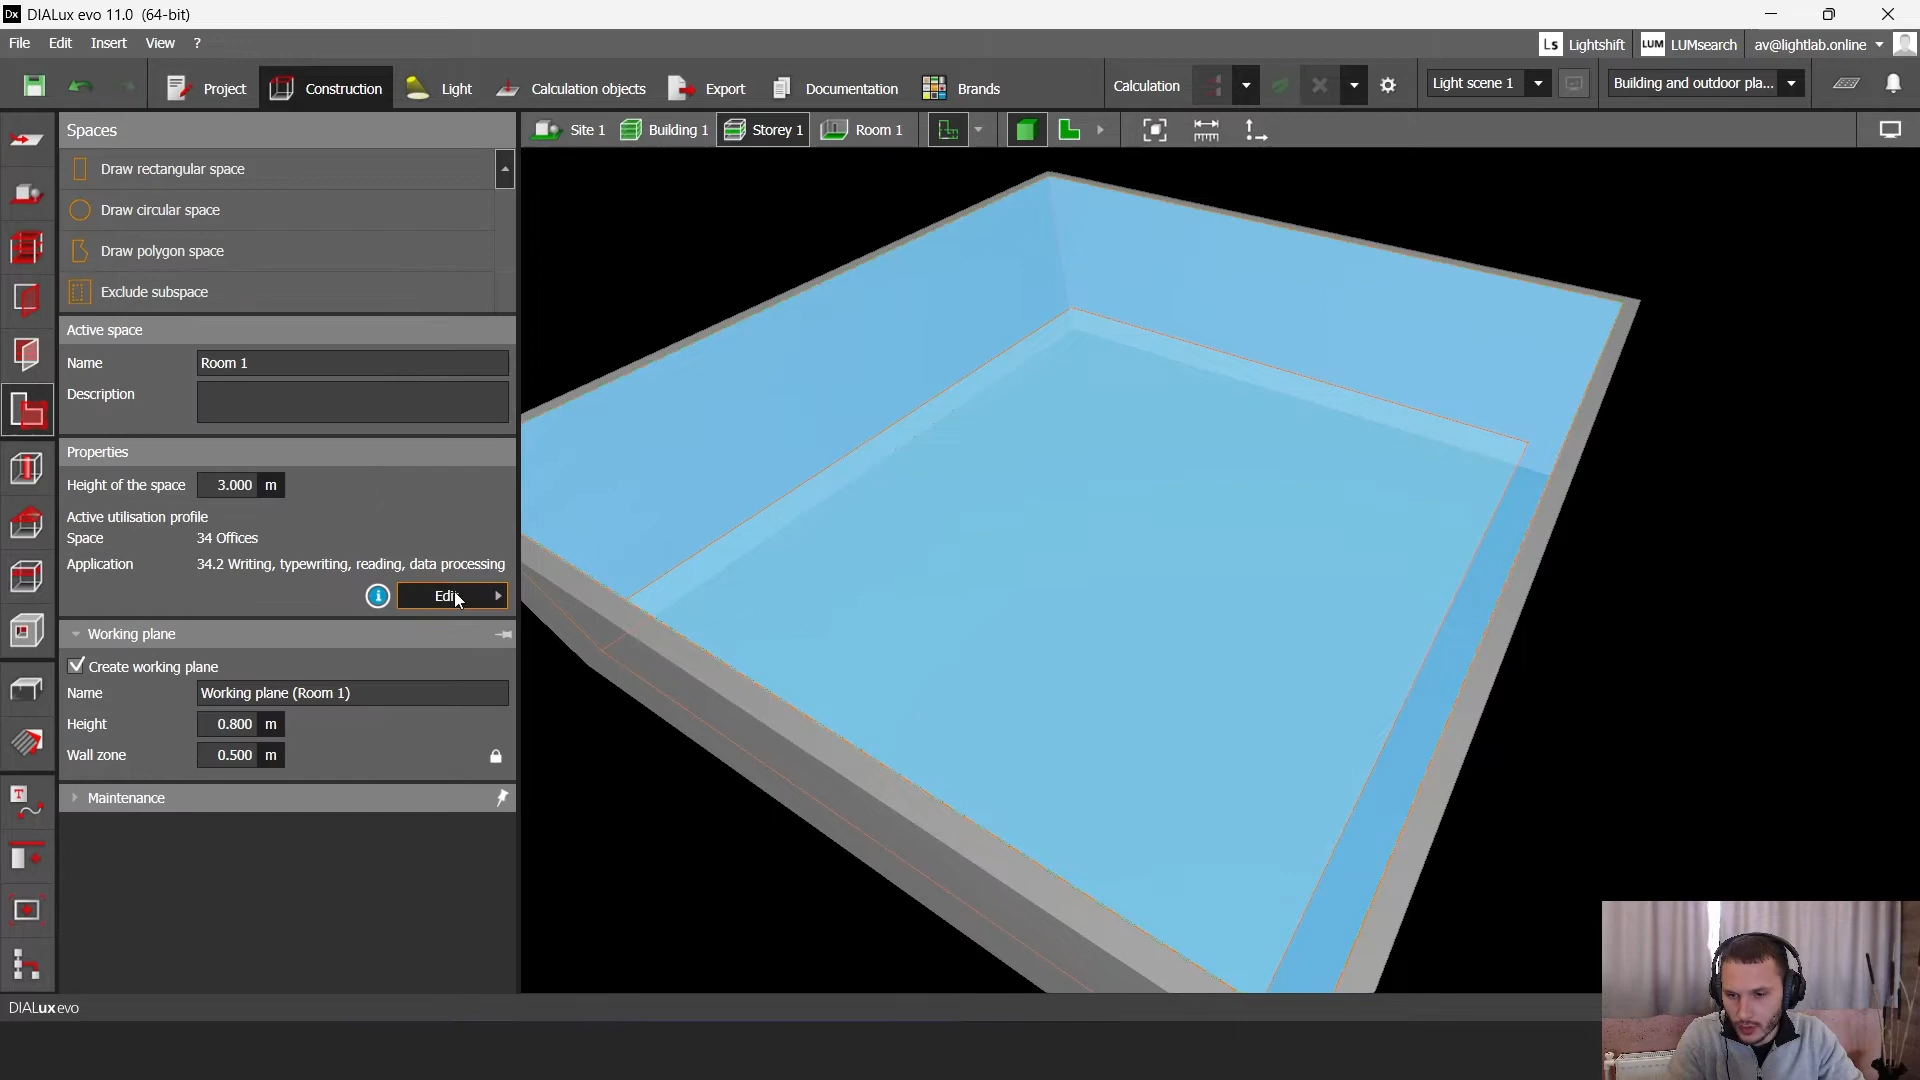 Dx DIALux evo 11.0 (64-bit)
File Edit Insert View ? Ls Lightshift LUM LUMsearch av@lightlab.online
Project Construction Light Calculation objects Export Documentation Brands Calculation Light scene 1 Building and outdoor pla...
Spaces Site 1 Building 1 Storey 1 Room 1
Draw rectangular space
Draw circular space
Draw polygon space
Exclude subspace
Active space
Name Room 1
Description
Properties
Height of the space 3.000 m
Active utilisation profile
Space 34 Offices
Application 34.2 Writing, typewriting, reading, data processing
i Edit
Working plane
Create working plane
Name Working plane (Room 1)
Height 0.800 m
Wall zone 0.500 m
Maintenance
T
DIALux evo